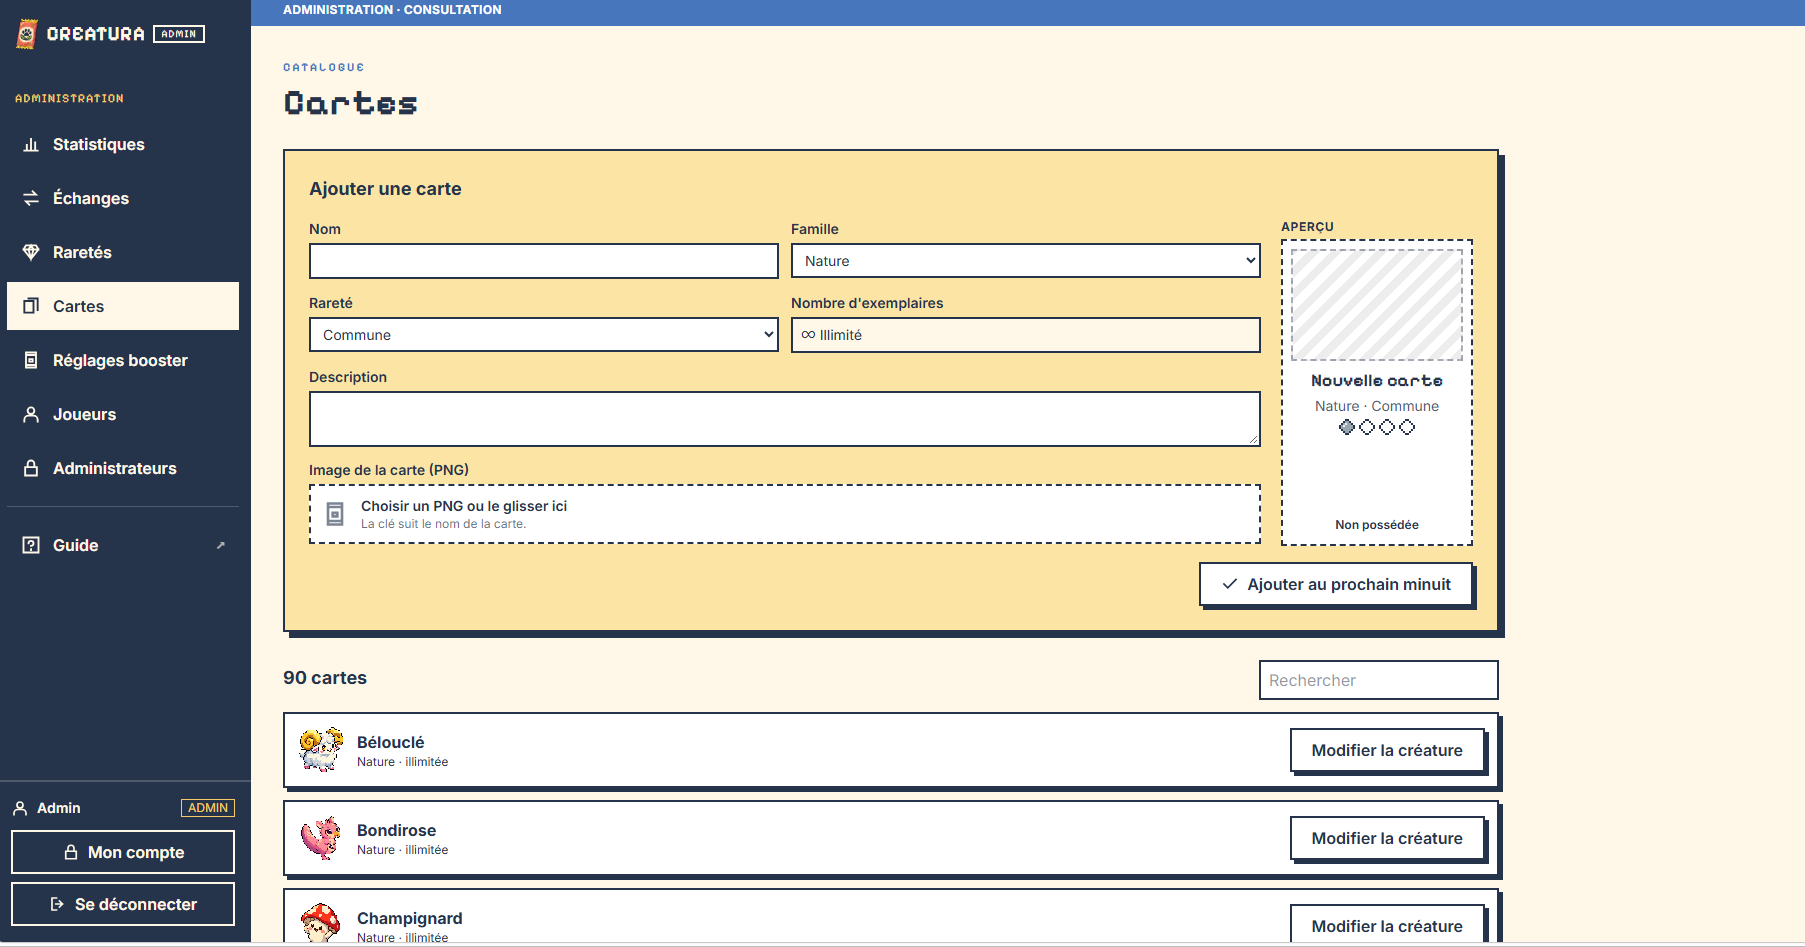 CREATURA ADMIN
ADMINISTRATION
Statistiques
Échanges
Raretés
Cartes
Réglages booster
Joueurs
Administrateurs
Guide ↗
Admin ADMIN
Mon compte
Se déconnecter
ADMINISTRATION · CONSULTATION
CATALOGUE
Cartes
Ajouter une carte
Nom
Famille
Nature
Rareté
Commune
Nombre d'exemplaires
∞ Illimité
Description
Image de la carte (PNG)
Choisir un PNG ou le glisser ici
La clé suit le nom de la carte.
APERÇU
Nouvelle carte
Nature · Commune
Non possédée
Ajouter au prochain minuit
90 cartes
Rechercher
Bélouclé
Nature · illimitée
Modifier la créature
Bondirose
Nature · illimitée
Modifier la créature
Champignard
Nature · illimitée
Modifier la créature